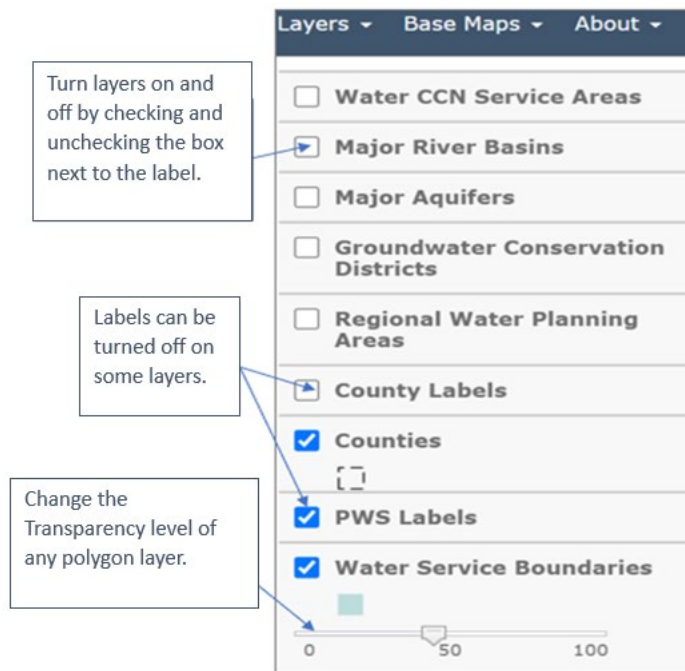 Layers Base Maps About
Turn layers on and
off by checking and
unchecking the box
next to the label.
Water CCN Service Areas
Major River Basins
Major Aquifers
Groundwater Conservation
Districts
Regional Water Planning
Areas
Labels can be
turned off on
some layers.
County Labels
Counties
PWS Labels
Change the
Transparency level of
any polygon layer.
Water Service Boundaries
0 50 100